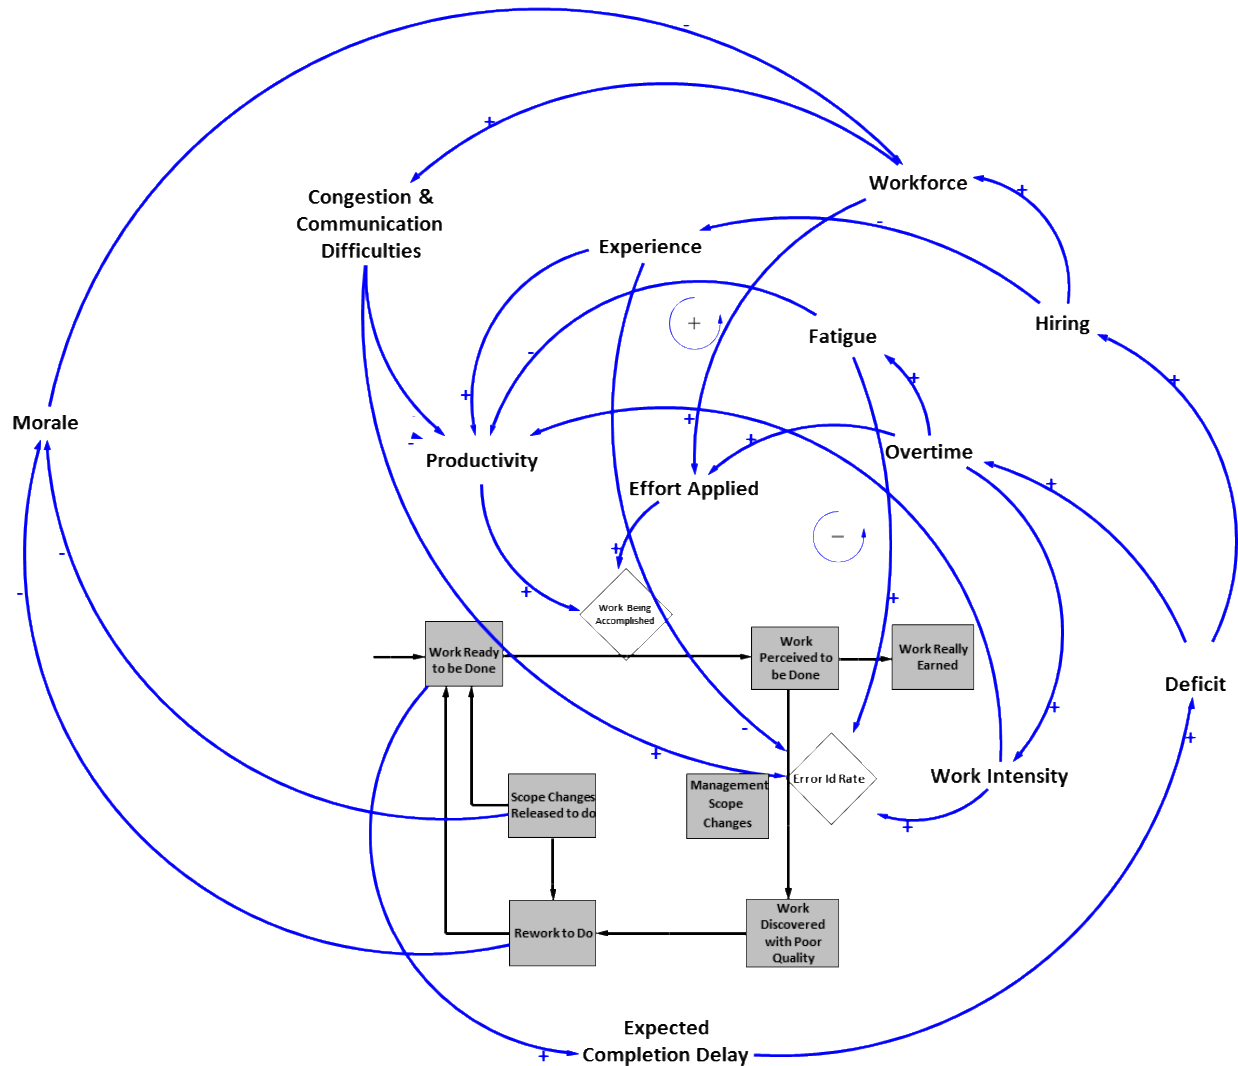 -
+
Workforce
+
Congestion &
Communication
Difficulties
-
Experience
+
Hiring
Fatigue
-
+
+
+
Morale
+
+
-
Productivity
Overtime
+
Effort Applied
-
+
-
+
-
+
+
Work Being
Accomplished
Work Ready
to be Done
Work
Perceived to
be Done
Work Really
Earned
Deficit
+
-
+
+
Work Intensity
Error Id Rate
Management
Scope
Changes
Scope Changes
Released to do
+
Work
Discovered
with Poor
Quality
Rework to Do
Expected
Completion Delay
+